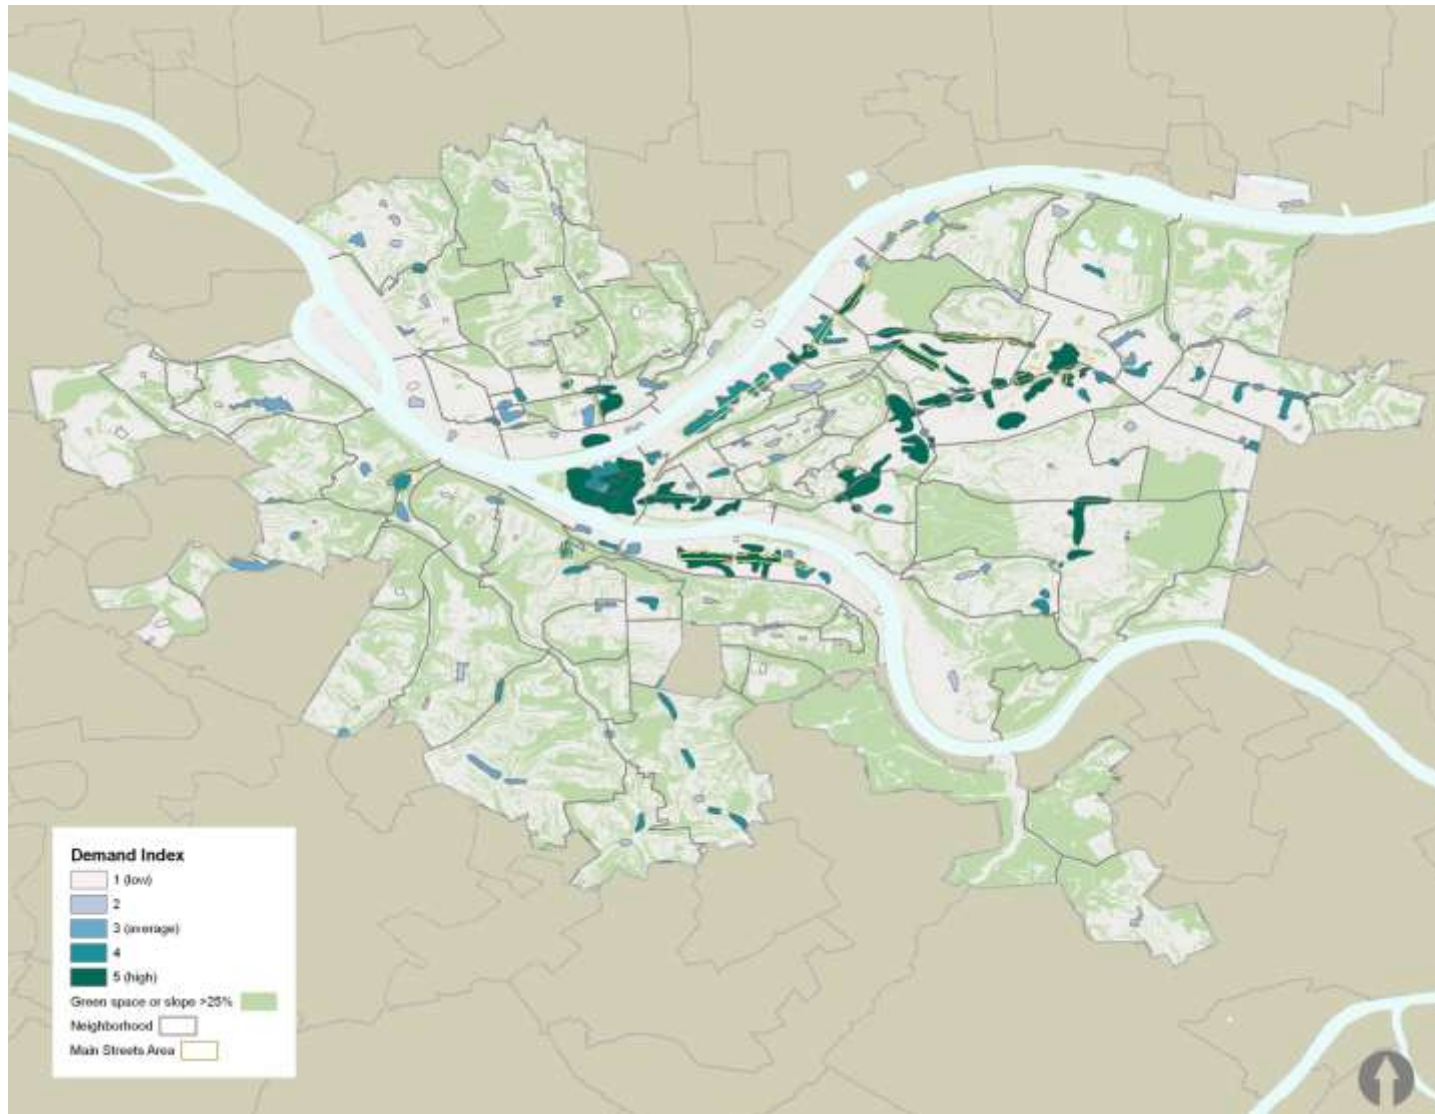 Demand Index
1 (low)
2
3 (average)
4
5 (high)
Green space or slope >25%
Neighborhood
Main Streets Area